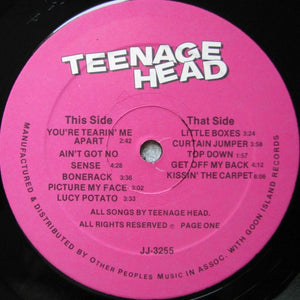 TEENAGE
HEAD
This Side
YOU'RE TEARIN' ME
APART 2:42
AIN'T GOT NO
SENSE 4:26
BONERACK 3:36
PICTURE MY FACE 3:02
LUCY POTATO 3:33
That Side
LITTLE BOXES 3:24
CURTAIN JUMPER 3:58
TOP DOWN 3:57
GET OFF MY BACK 4:12
KISSIN' THE CARPET 6:06
ALL SONGS BY TEENAGE HEAD.
ALL RIGHTS RESERVED ℗ PAGE ONE
JJ-3255
MANUFACTURED & DISTRIBUTED BY OTHER PEOPLES MUSIC IN ASSOC. WITH GOON ISLAND RECORDS